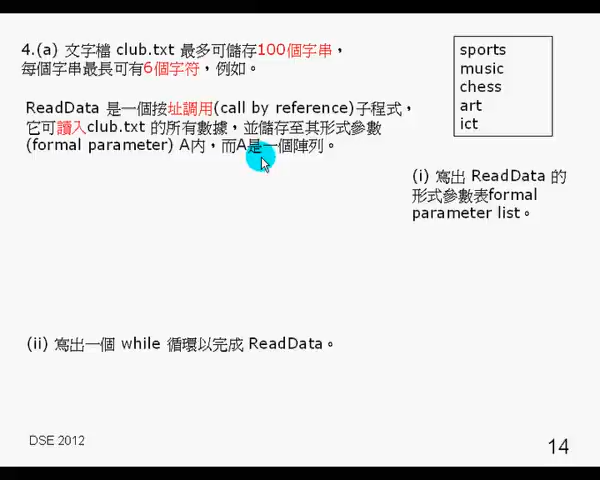 4.(a) 文字檔 club.txt 最多可儲存100個字串，
每個字串最長可有6個字符，例如。
sports
music
chess
art
ict
ReadData 是一個按址調用(call by reference)子程式，
它可讀入club.txt 的所有數據，並儲存至其形式參數
(formal parameter) A內，而A是一個陣列。
(i) 寫出 ReadData 的
形式參數表formal
parameter list。
(ii) 寫出一個 while 循環以完成 ReadData。
DSE 2012
14